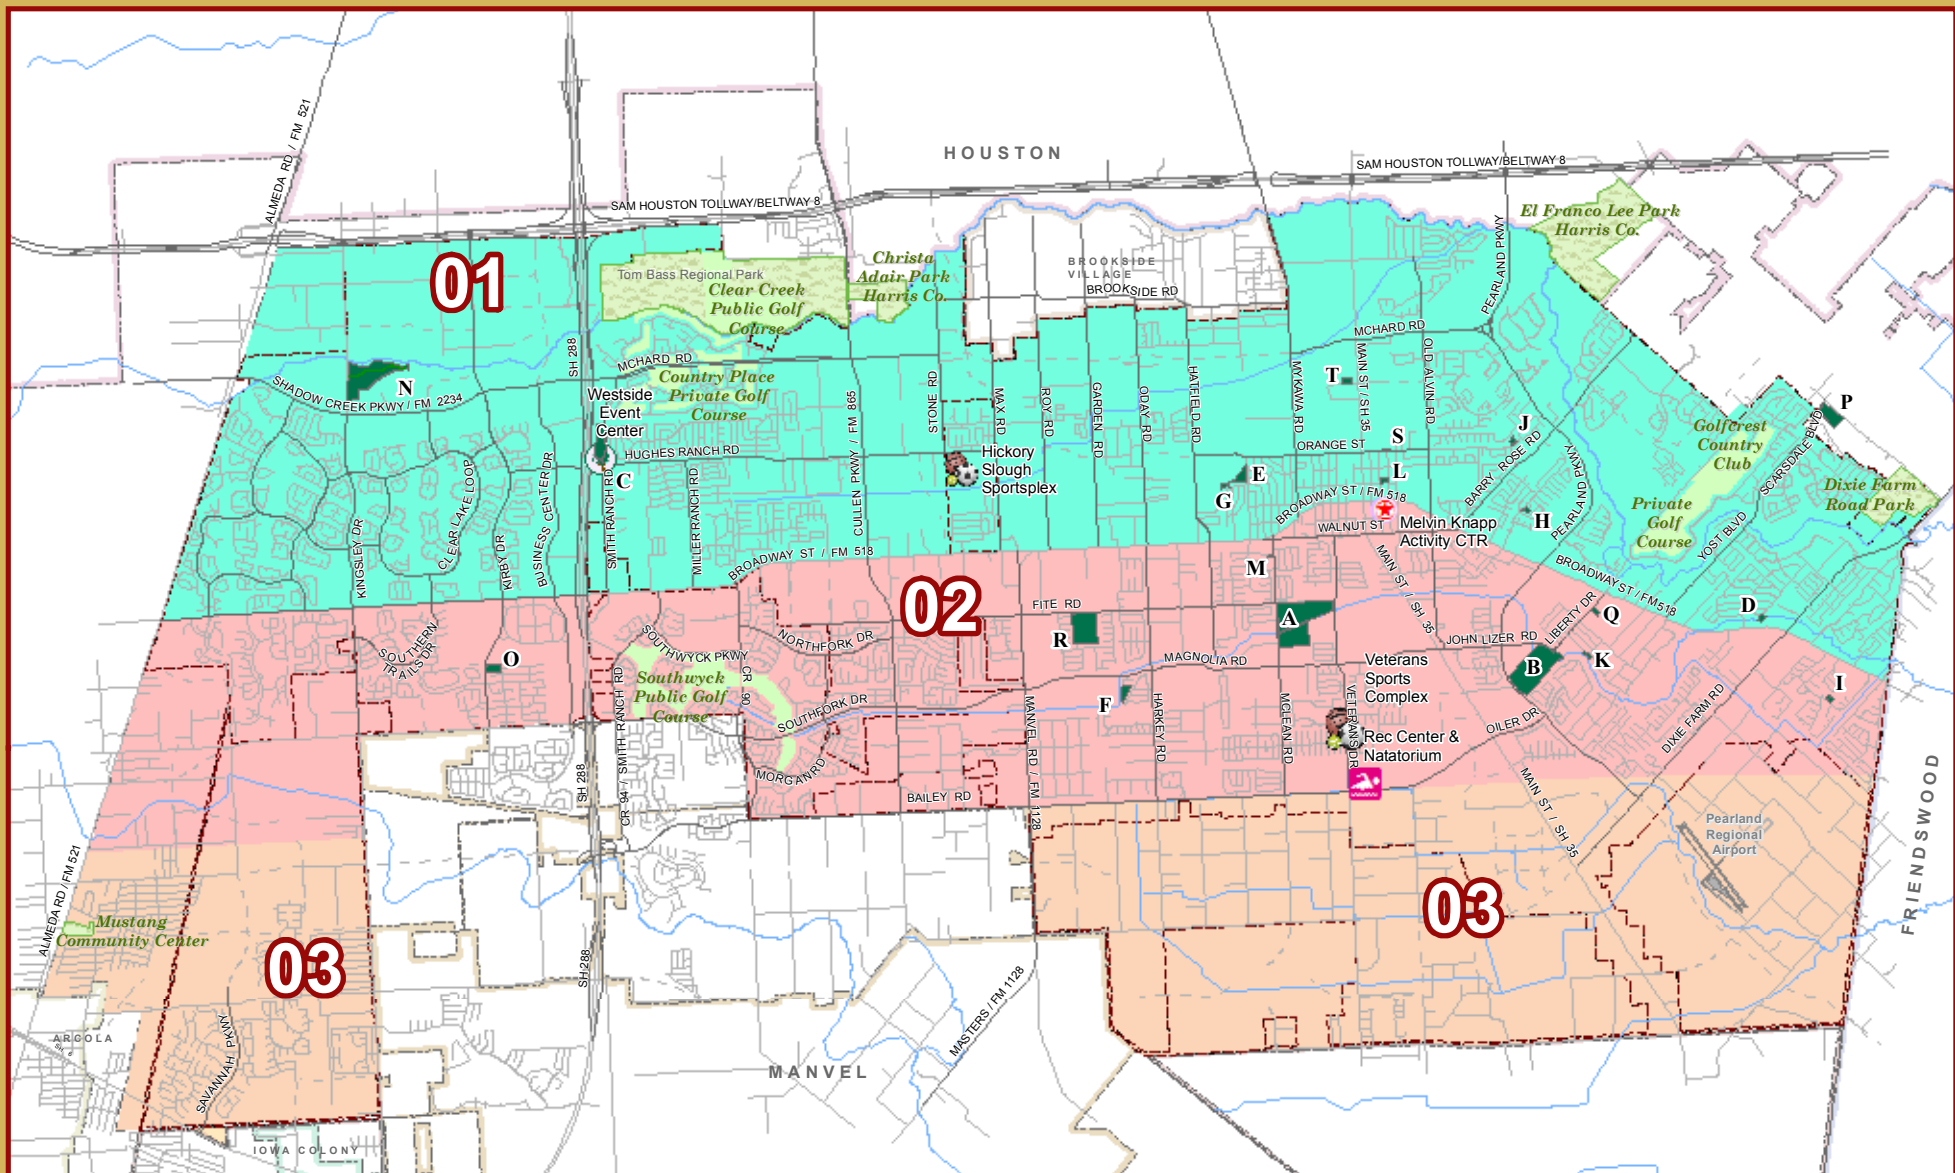 HOUSTON
SAM HOUSTON TOLLWAY/BELTWAY 8
SAM HOUSTON TOLLWAY/BELTWAY 8
ALMEDA RD / FM 521
01
Tom Bass Regional Park
Clear Creek
Public Golf
Course
Christa
Adair Park
Harris Co.
BROOKSIDE
VILLAGE
BROOKSIDE RD
El Franco Lee Park
Harris Co.
PEARLAND PKWY
MCHARD RD
MCHARD RD
SH 288
N
SHADOW CREEK PKWY / FM 2234
Country Place
Private Golf
Course
Westside
Event
Center
C
HUGHES RANCH RD
CULLEN PKWY / FM 865
STONE RD
MAX RD
ROY RD
GARDEN RD
ODAY RD
HATFIELD RD
MYKAWA RD
MAIN ST / SH 35
OLD ALVIN RD
T
ORANGE ST
S
L
J
BARRY ROSE RD
PEARLAND PKWY
H
P
Golfcrest
Country
Club
SCARSDALE BLVD
Dixie Farm
Road Park
Private
Golf
Course
YOST BLVD
Hickory
Slough
Sportsplex
E
G
BROADWAY ST / FM 518
WALNUT ST
Melvin Knapp
Activity CTR
KINGSLEY DR
CLEAR LAKE LOOP
KIRBY DR
BUSINESS CENTER DR
SMITH RANCH RD
MILLER RANCH RD
BROADWAY ST / FM 518
BROADWAY ST / FM 518
02
M
FITE RD
R
A
MAIN ST / SH 35
JOHN LIZER RD
LIBERTY DR
Q
D
K
B
I
SOUTHERN
TRAILS DR
O
SOUTHWYCK PKWY
NORTHFORK DR
CR 90
Southwyck
Public Golf
Course
SOUTHFORK DR
MAGNOLIA RD
F
Veterans
Sports
Complex
Rec Center &
Natatorium
VETERANS DR
MCLEAN RD
HARKEY RD
MANVEL RD / FM 1128
OILER DR
DIXIE FARM RD
MORGAN RD
BAILEY RD
SH 288
CR 94 / SMITH RANCH RD
MAIN ST / SH 35
Pearland
Regional
Airport
FRIENDSWOOD
ALMEDA RD / FM 521
Mustang
Community Center
03
03
SH 288
MASTERS / FM 1128
ARCOLA
SAVANNAH PKWY
MANVEL
IOWA COLONY